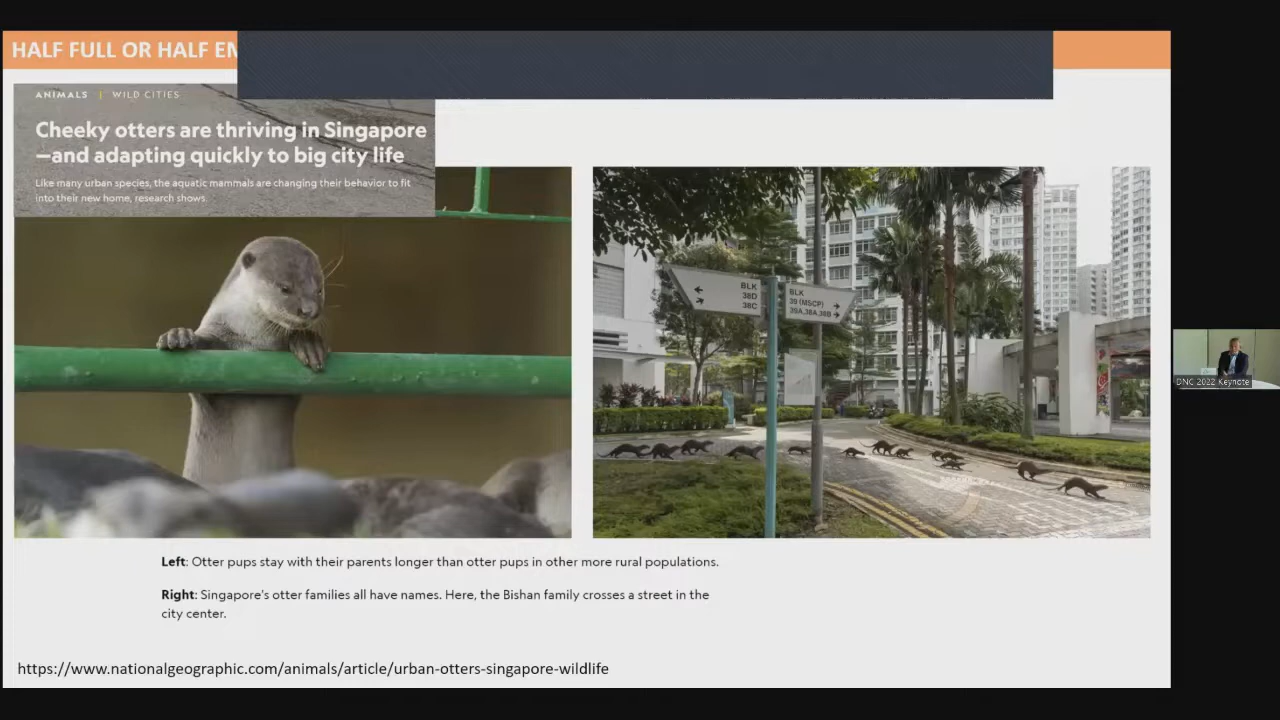 HALF FULL OR HALF
ANIMALS | WILD CITIES
Cheeky otters are thriving in Singapore
—and adapting quickly to big city life
Like many urban species, the aquatic mammals are changing their behavior to fit
into their new home, research shows.
BLK
38D
38C
BLK
39 (MSCP)
39A,38A,38B
DNC 2022 Keynote
Left: Otter pups stay with their parents longer than otter pups in other more rural populations.
Right: Singapore's otter families all have names. Here, the Bishan family crosses a street in the
city center.
https://www.nationalgeographic.com/animals/article/urban-otters-singapore-wildlife